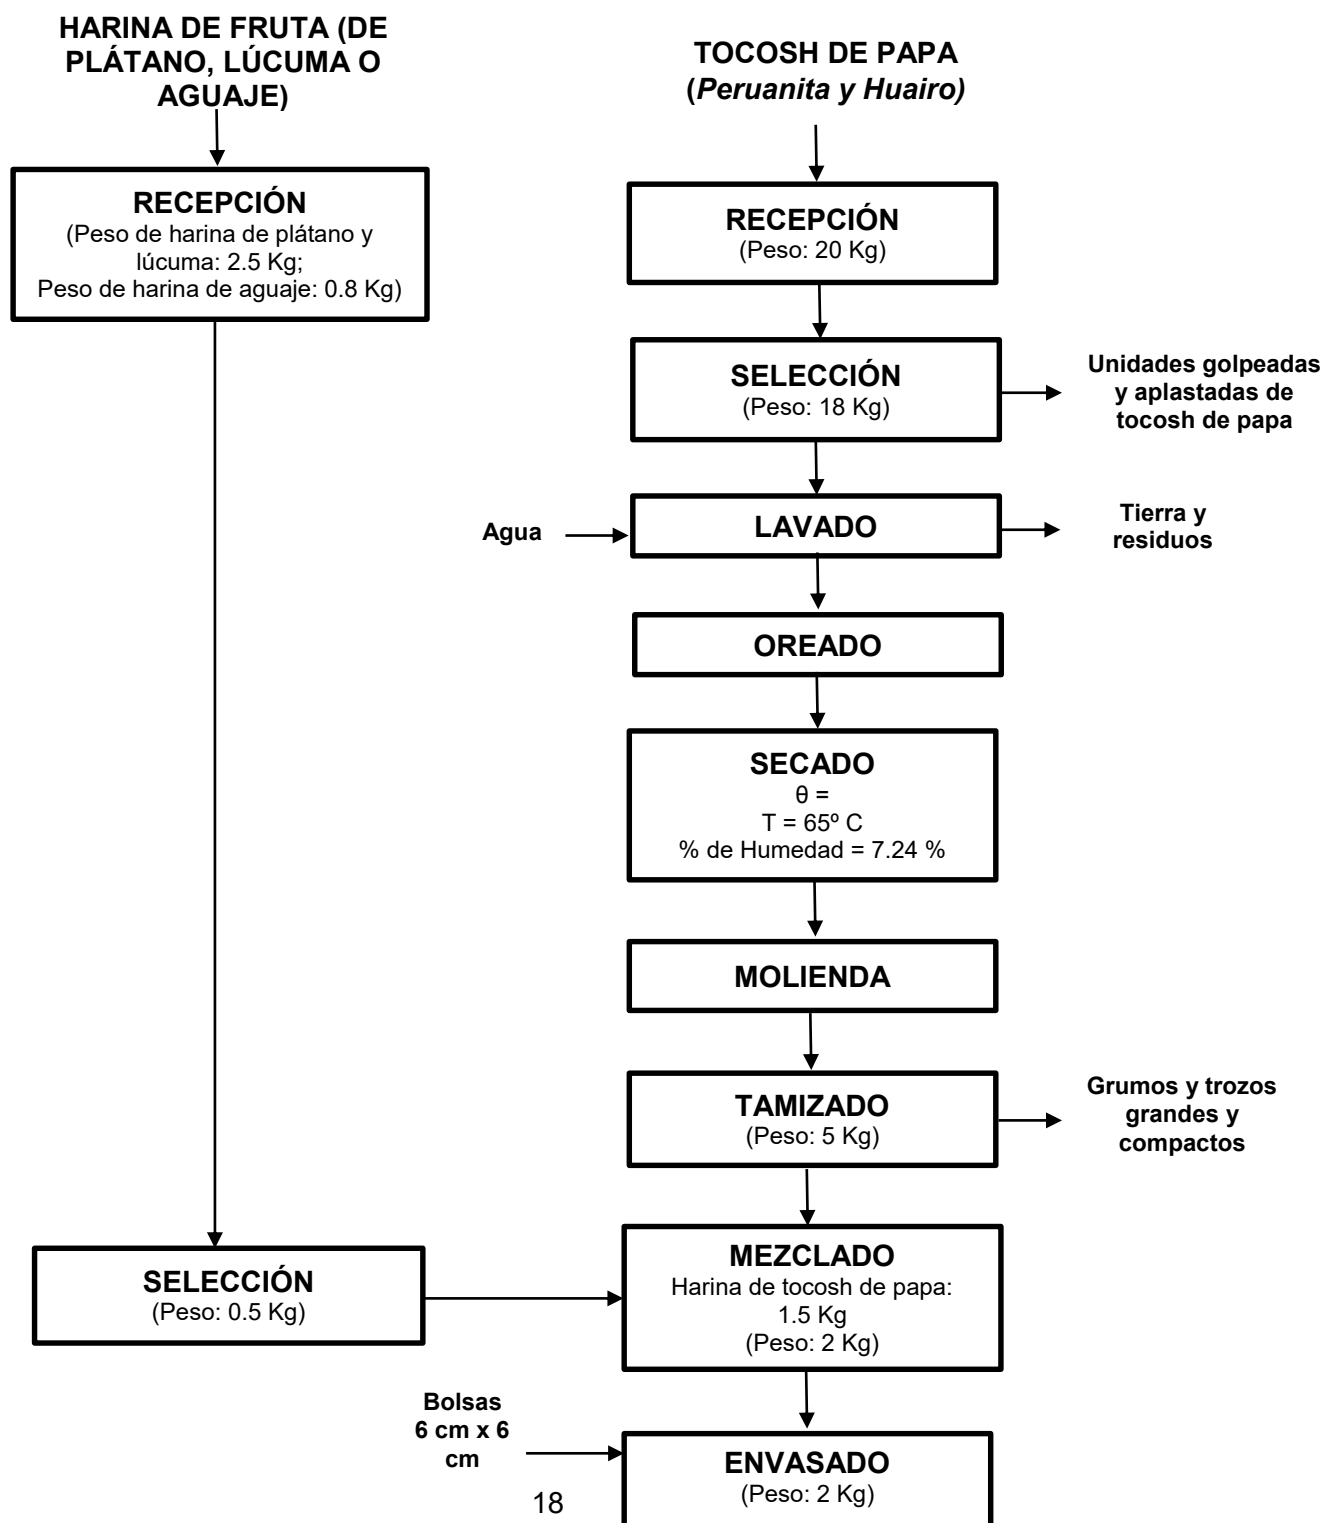 HARINA DE FRUTA (DE
PLÁTANO, LÚCUMA O
AGUAJE)
RECEPCIÓN
(Peso de harina de plátano y
lúcuma: 2.5 Kg;
Peso de harina de aguaje: 0.8 Kg)
SELECCIÓN
(Peso: 0.5 Kg)
TOCOSH DE PAPA
(Peruanita y Huairo)
RECEPCIÓN
(Peso: 20 Kg)
SELECCIÓN
(Peso: 18 Kg)
Unidades golpeadas
y aplastadas de
tocosh de papa
Agua
LAVADO
Tierra y
residuos
OREADO
SECADO
θ =
T = 65º C
% de Humedad = 7.24 %
MOLIENDA
TAMIZADO
(Peso: 5 Kg)
Grumos y trozos
grandes y
compactos
MEZCLADO
Harina de tocosh de papa:
1.5 Kg
(Peso: 2 Kg)
Bolsas
6 cm x 6
cm
ENVASADO
(Peso: 2 Kg)
18